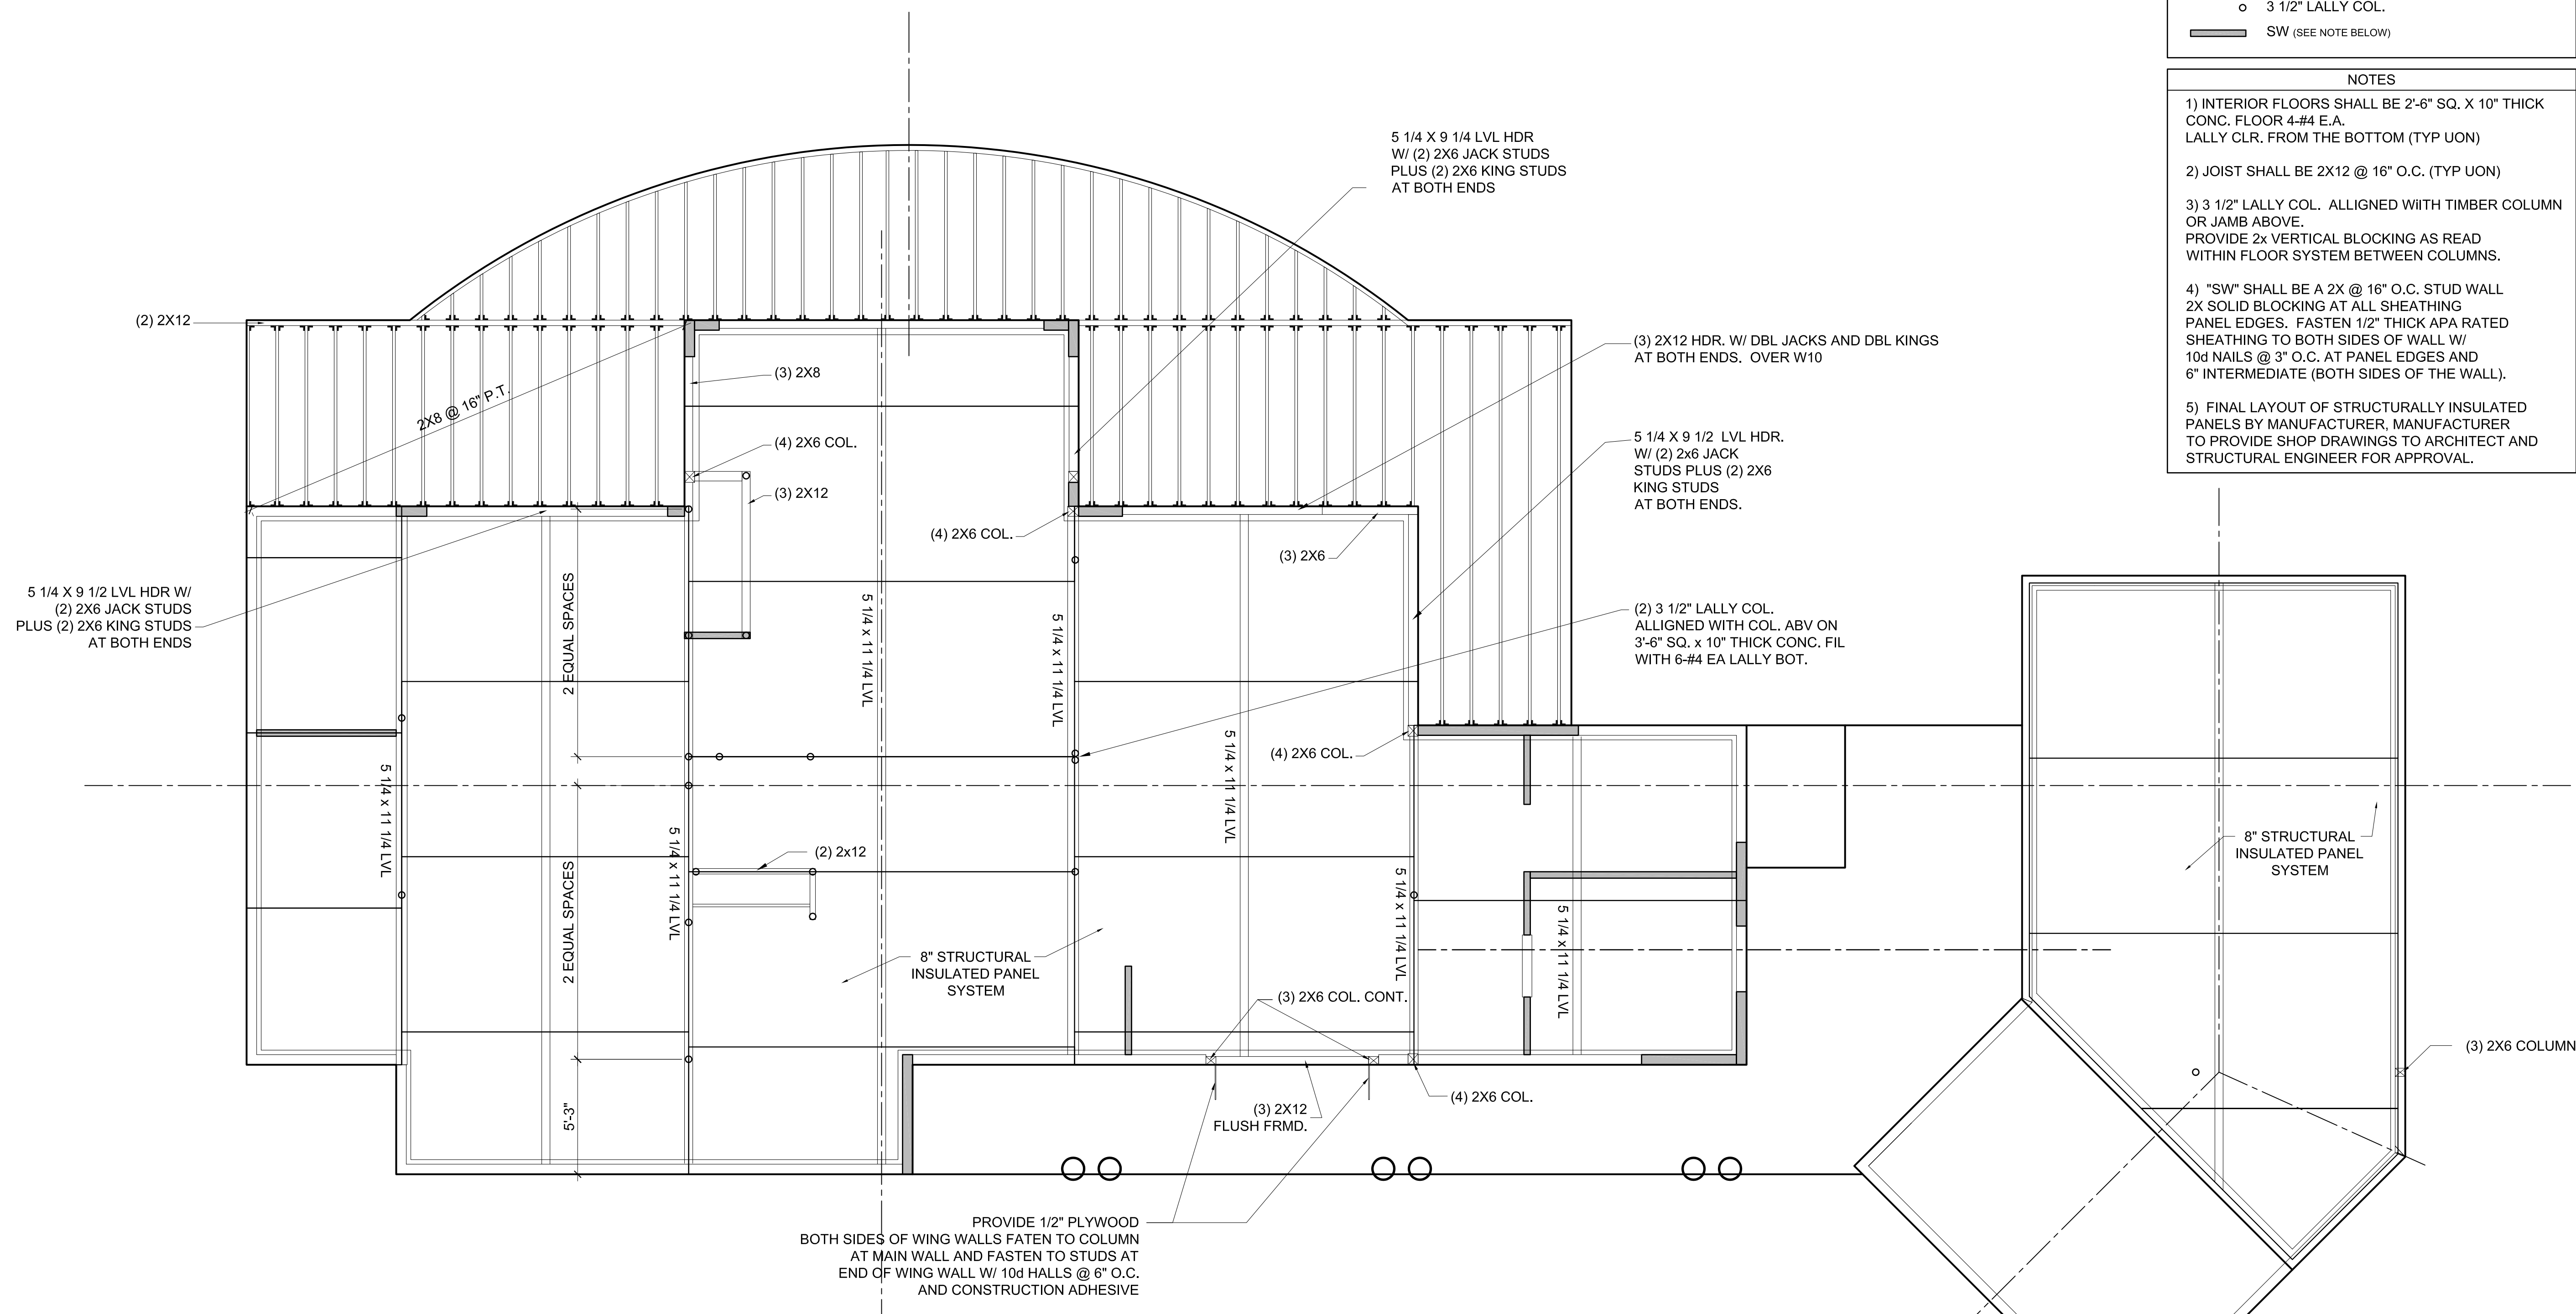 3 1/2" LALLY COL.
SW (SEE NOTE BELOW)
NOTES
1) INTERIOR FLOORS SHALL BE 2'-6" SQ. X 10" THICK
CONC. FLOOR 4-#4 E.A.
LALLY CLR. FROM THE BOTTOM (TYP UON)
2) JOIST SHALL BE 2X12 @ 16" O.C. (TYP UON)
3) 3 1/2" LALLY COL. ALLIGNED WiITH TIMBER COLUMN
OR JAMB ABOVE.
PROVIDE 2x VERTICAL BLOCKING AS READ
WITHIN FLOOR SYSTEM BETWEEN COLUMNS.
4) "SW" SHALL BE A 2X @ 16" O.C. STUD WALL
2X SOLID BLOCKING AT ALL SHEATHING
PANEL EDGES. FASTEN 1/2" THICK APA RATED
SHEATHING TO BOTH SIDES OF WALL W/
10d NAILS @ 3" O.C. AT PANEL EDGES AND
6" INTERMEDIATE (BOTH SIDES OF THE WALL).
5) FINAL LAYOUT OF STRUCTURALLY INSULATED
PANELS BY MANUFACTURER, MANUFACTURER
TO PROVIDE SHOP DRAWINGS TO ARCHITECT AND
STRUCTURAL ENGINEER FOR APPROVAL.
5 1/4 X 9 1/4 LVL HDR
W/ (2) 2X6 JACK STUDS
PLUS (2) 2X6 KING STUDS
AT BOTH ENDS
(2) 2X12
(3) 2X12 HDR. W/ DBL JACKS AND DBL KINGS
AT BOTH ENDS. OVER W10
(3) 2X8
2X8 @ 16" P.T.
(4) 2X6 COL.
5 1/4 X 9 1/2 LVL HDR.
W/ (2) 2x6 JACK
STUDS PLUS (2) 2X6
KING STUDS
AT BOTH ENDS.
(3) 2X12
(4) 2X6 COL.
(3) 2X6
5 1/4 X 9 1/2 LVL HDR W/
(2) 2X6 JACK STUDS
PLUS (2) 2X6 KING STUDS
AT BOTH ENDS
2 EQUAL SPACES
5 1/4 x 11 1/4 LVL
5 1/4 x 11 1/4 LVL
(2) 3 1/2" LALLY COL.
ALLIGNED WITH COL. ABV ON
3'-6" SQ. x 10" THICK CONC. FIL
WITH 6-#4 EA LALLY BOT.
5 1/4 x 11 1/4 LVL
(4) 2X6 COL.
5 1/4 x 11 1/4 LVL
5 1/4 x 11 1/4 LVL
(2) 2x12
8" STRUCTURAL
INSULATED PANEL
SYSTEM
2 EQUAL SPACES
5 1/4 x 11 1/4 LVL
5 1/4 x 11 1/4 LVL
8" STRUCTURAL
INSULATED PANEL
SYSTEM
(3) 2X6 COL. CONT.
(3) 2X6 COLUMN
5'-3"
(4) 2X6 COL.
(3) 2X12
FLUSH FRMD.
PROVIDE 1/2" PLYWOOD
BOTH SIDES OF WING WALLS FATEN TO COLUMN
AT MAIN WALL AND FASTEN TO STUDS AT
END OF WING WALL W/ 10d HALLS @ 6" O.C.
AND CONSTRUCTION ADHESIVE